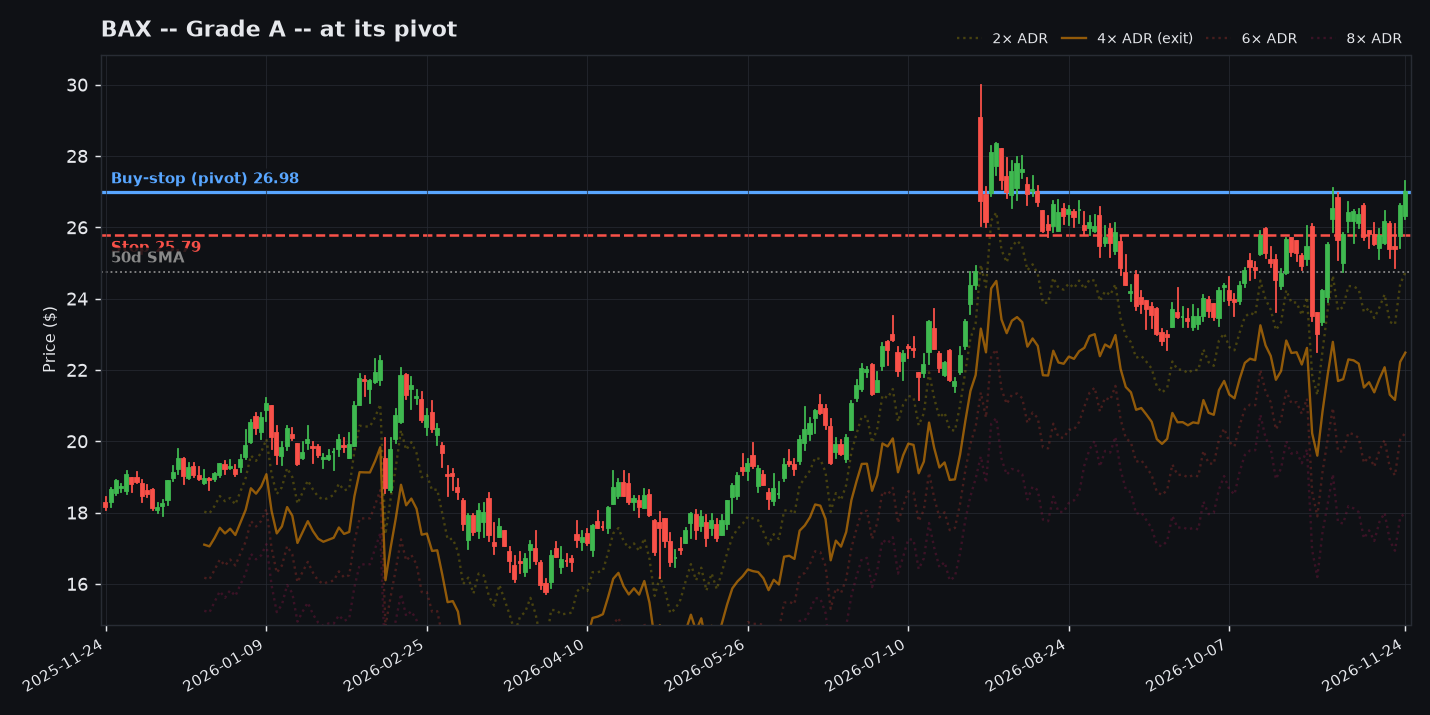 BAX -- Grade A -- at its pivot
2× ADR
4× ADR (exit)
6× ADR
8× ADR
30
28
26
24
22
20
18
16
Price ($)
Buy-stop (pivot) 26.98
Stop 25.79
50d SMA
2025-11-24
2026-01-09
2026-02-25
2026-04-10
2026-05-26
2026-07-10
2026-08-24
2026-10-07
2026-11-24